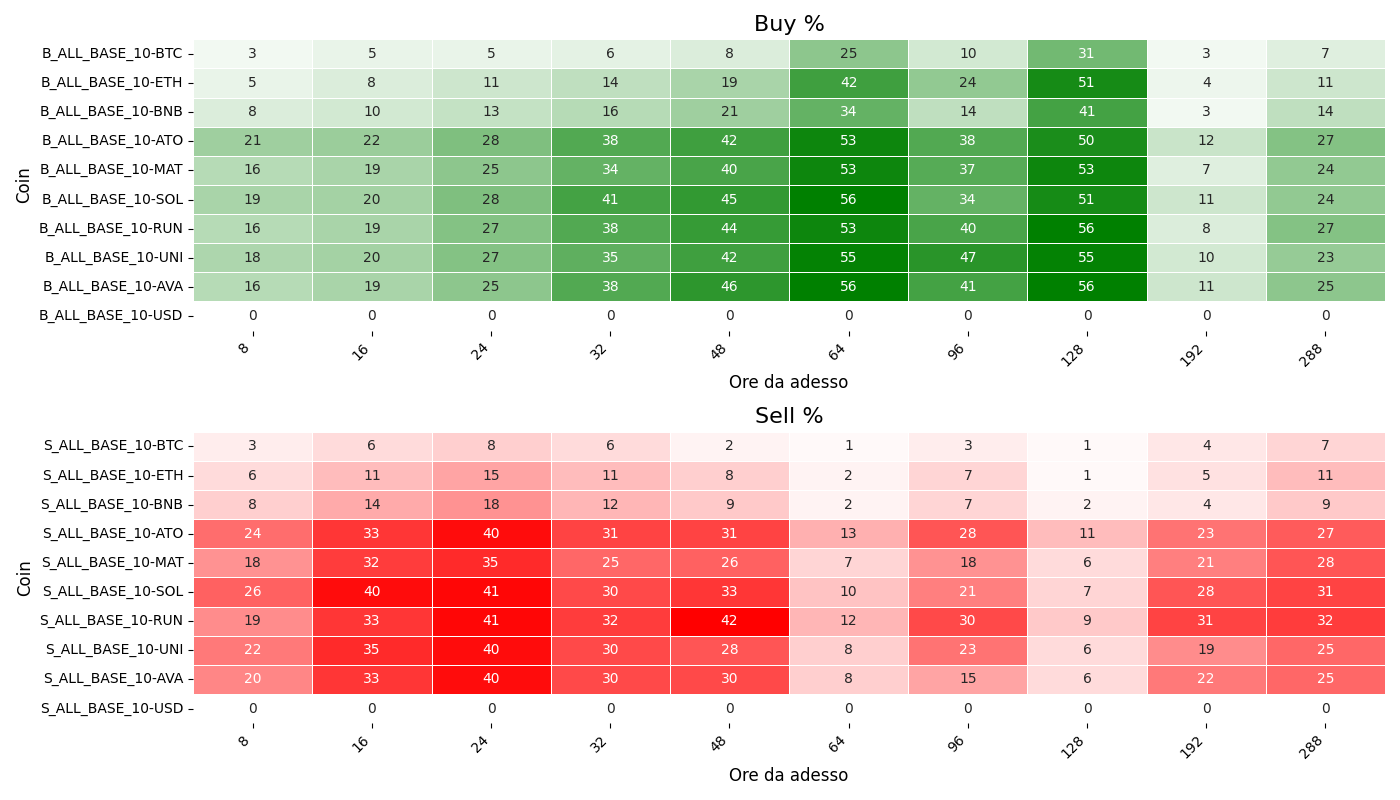 Buy %
Coin
B_ALL_BASE_10-BTC 3 5 5 6 8 25 10 31 3 7
B_ALL_BASE_10-ETH 5 8 11 14 19 42 24 51 4 11
B_ALL_BASE_10-BNB 8 10 13 16 21 34 14 41 3 14
B_ALL_BASE_10-ATO 21 22 28 38 42 53 38 50 12 27
B_ALL_BASE_10-MAT 16 19 25 34 40 53 37 53 7 24
B_ALL_BASE_10-SOL 19 20 28 41 45 56 34 51 11 24
B_ALL_BASE_10-RUN 16 19 27 38 44 53 40 56 8 27
B_ALL_BASE_10-UNI 18 20 27 35 42 55 47 55 10 23
B_ALL_BASE_10-AVA 16 19 25 38 46 56 41 56 11 25
B_ALL_BASE_10-USD 0 0 0 0 0 0 0 0 0 0
8 16 24 32 48 64 96 128 192 288
Ore da adesso
Sell %
Coin
S_ALL_BASE_10-BTC 3 6 8 6 2 1 3 1 4 7
S_ALL_BASE_10-ETH 6 11 15 11 8 2 7 1 5 11
S_ALL_BASE_10-BNB 8 14 18 12 9 2 7 2 4 9
S_ALL_BASE_10-ATO 24 33 40 31 31 13 28 11 23 27
S_ALL_BASE_10-MAT 18 32 35 25 26 7 18 6 21 28
S_ALL_BASE_10-SOL 26 40 41 30 33 10 21 7 28 31
S_ALL_BASE_10-RUN 19 33 41 32 42 12 30 9 31 32
S_ALL_BASE_10-UNI 22 35 40 30 28 8 23 6 19 25
S_ALL_BASE_10-AVA 20 33 40 30 30 8 15 6 22 25
S_ALL_BASE_10-USD 0 0 0 0 0 0 0 0 0 0
8 16 24 32 48 64 96 128 192 288
Ore da adesso